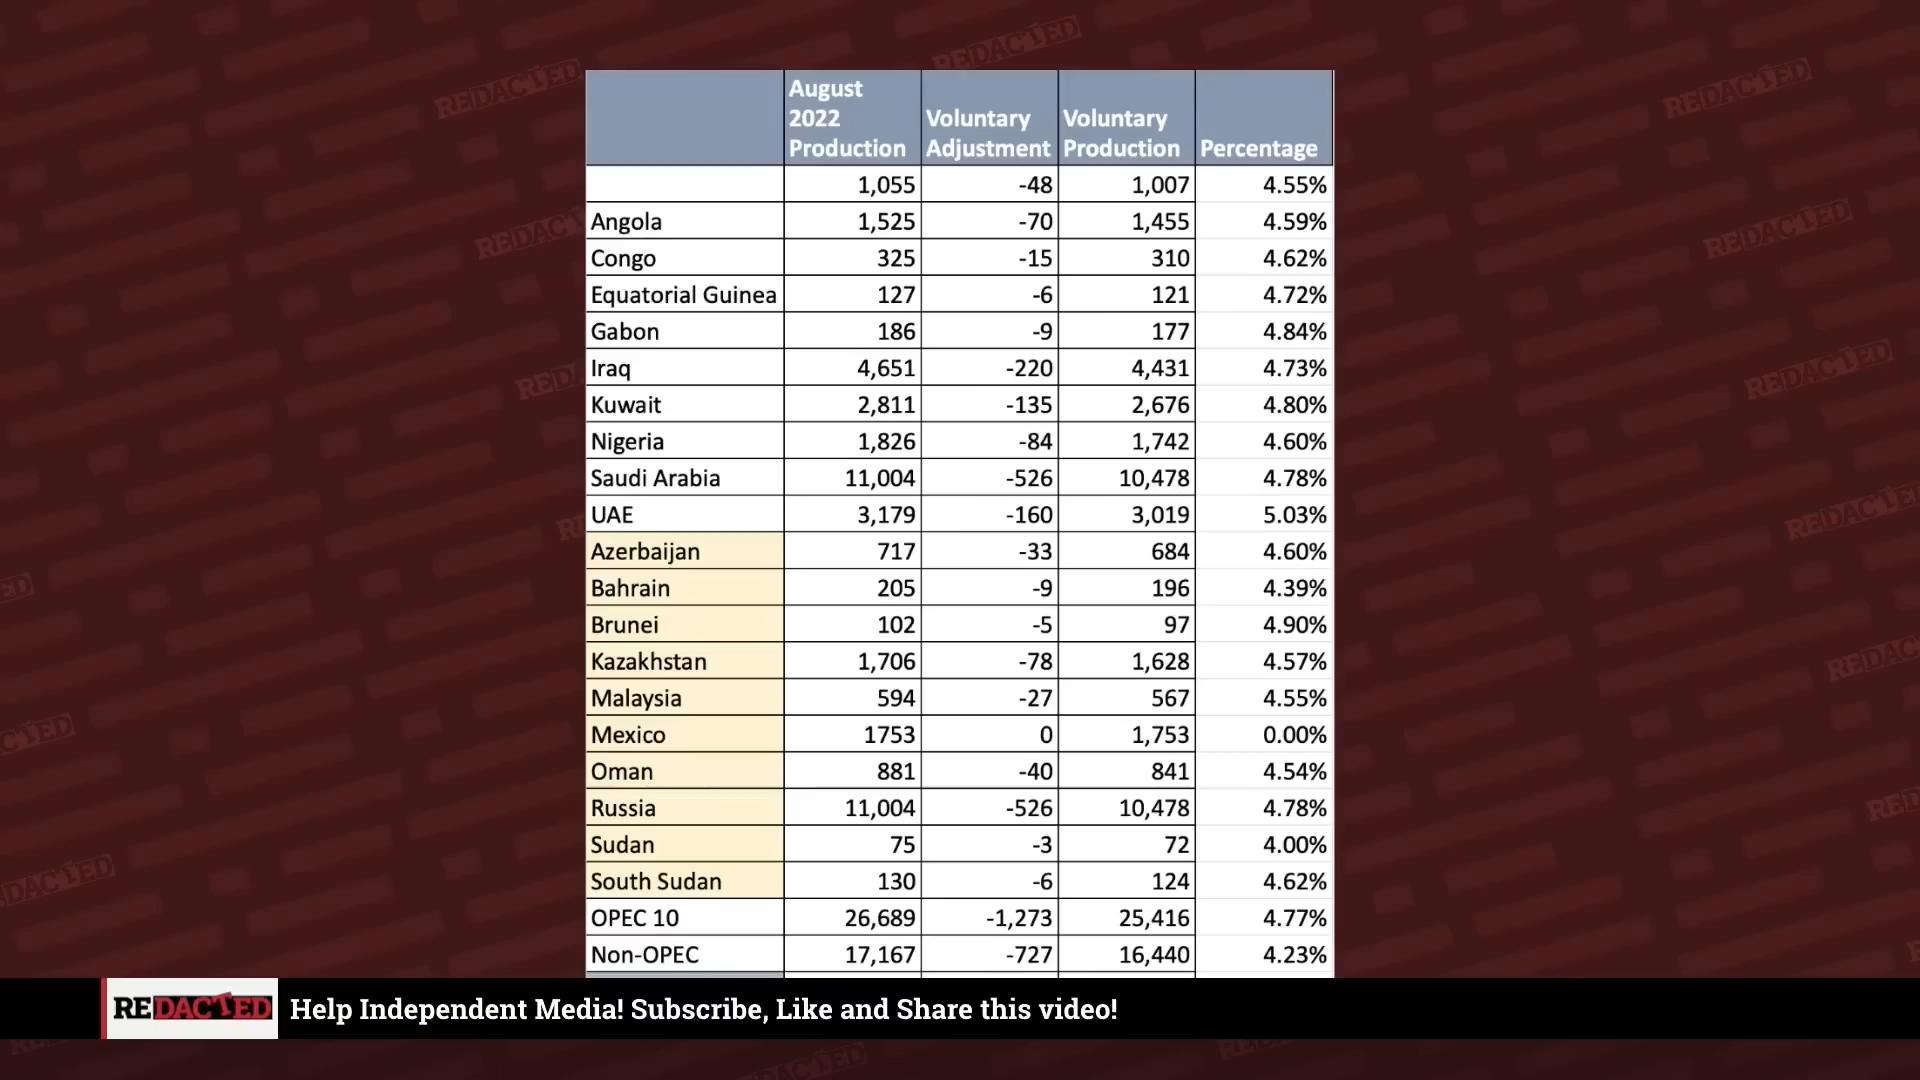 August 2022 Production Voluntary Adjustment Voluntary Production Percentage
1,055 -48 1,007 4.55%
Angola 1,525 -70 1,455 4.59%
Congo 325 -15 310 4.62%
Equatorial Guinea 127 -6 121 4.72%
Gabon 186 -9 177 4.84%
Iraq 4,651 -220 4,431 4.73%
Kuwait 2,811 -135 2,676 4.80%
Nigeria 1,826 -84 1,742 4.60%
Saudi Arabia 11,004 -526 10,478 4.78%
UAE 3,179 -160 3,019 5.03%
Azerbaijan 717 -33 684 4.60%
Bahrain 205 -9 196 4.39%
Brunei 102 -5 97 4.90%
Kazakhstan 1,706 -78 1,628 4.57%
Malaysia 594 -27 567 4.55%
Mexico 1753 0 1,753 0.00%
Oman 881 -40 841 4.54%
Russia 11,004 -526 10,478 4.78%
Sudan 75 -3 72 4.00%
South Sudan 130 -6 124 4.62%
OPEC 10 26,689 -1,273 25,416 4.77%
Non-OPEC 17,167 -727 16,440 4.23%
REDACTED Help Independent Media! Subscribe, Like and Share this video!